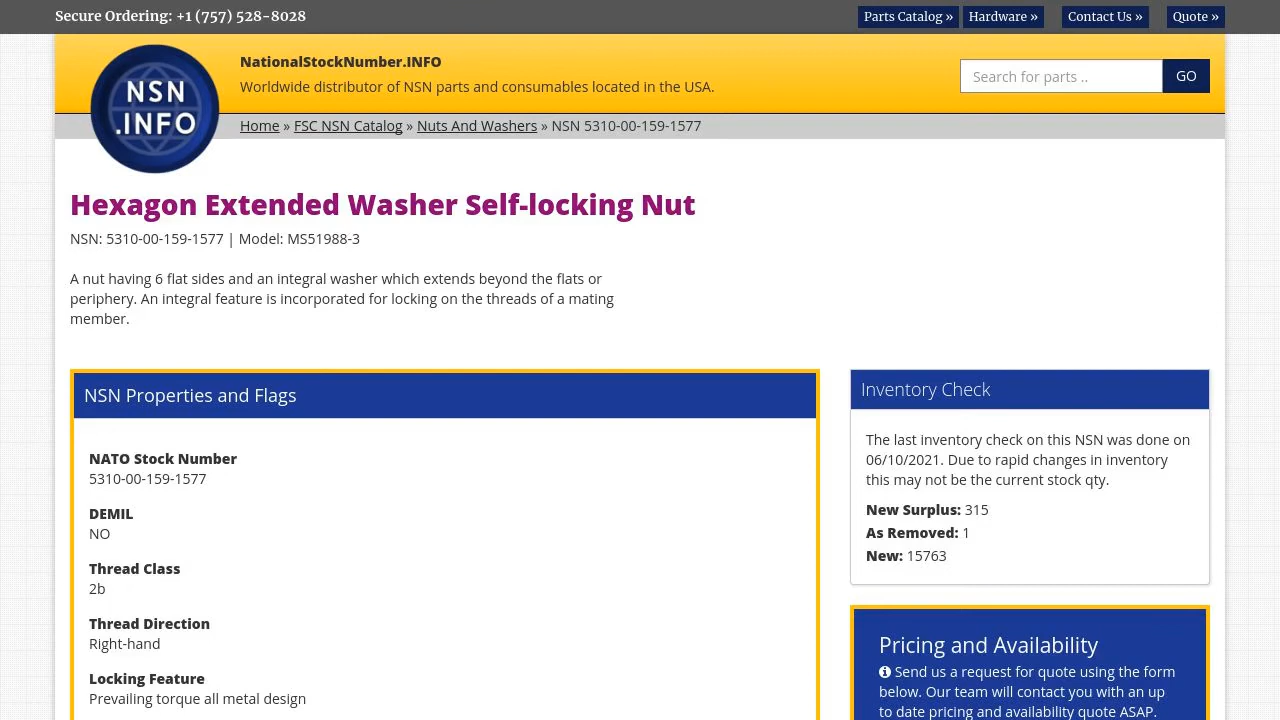 Secure Ordering: +1 (757) 528-8028
Parts Catalog »
Hardware »
Contact Us »
Quote »
NSN
.INFO
NationalStockNumber.INFO
Worldwide distributor of NSN parts and consumables located in the USA.
Search for parts ..
GO
Home » FSC NSN Catalog » Nuts And Washers » NSN 5310-00-159-1577
Hexagon Extended Washer Self-locking Nut
NSN: 5310-00-159-1577 | Model: MS51988-3
A nut having 6 flat sides and an integral washer which extends beyond the flats or
periphery. An integral feature is incorporated for locking on the threads of a mating
member.
NSN Properties and Flags
NATO Stock Number
5310-00-159-1577
DEMIL
NO
Thread Class
2b
Thread Direction
Right-hand
Locking Feature
Prevailing torque all metal design
Inventory Check
The last inventory check on this NSN was done on
06/10/2021. Due to rapid changes in inventory
this may not be the current stock qty.
New Surplus: 315
As Removed: 1
New: 15763
Pricing and Availability
Send us a request for quote using the form
below. Our team will contact you with an up
to date pricing and availability quote ASAP.